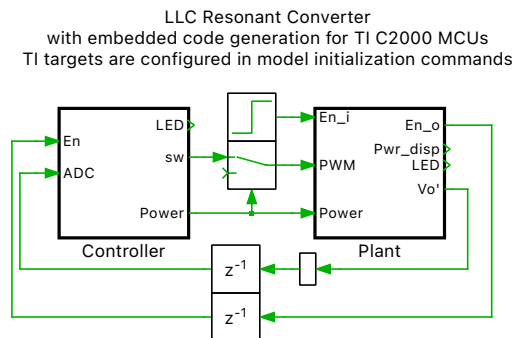 LLC Resonant Converter
with embedded code generation for TI C2000 MCUs
TI targets are configured in model initialization commands
LED
En
sw
ADC
Power
Controller
En_i
En_o
Pwr_disp
LED
PWM
Vo'
Power
Plant
z-1
z-1